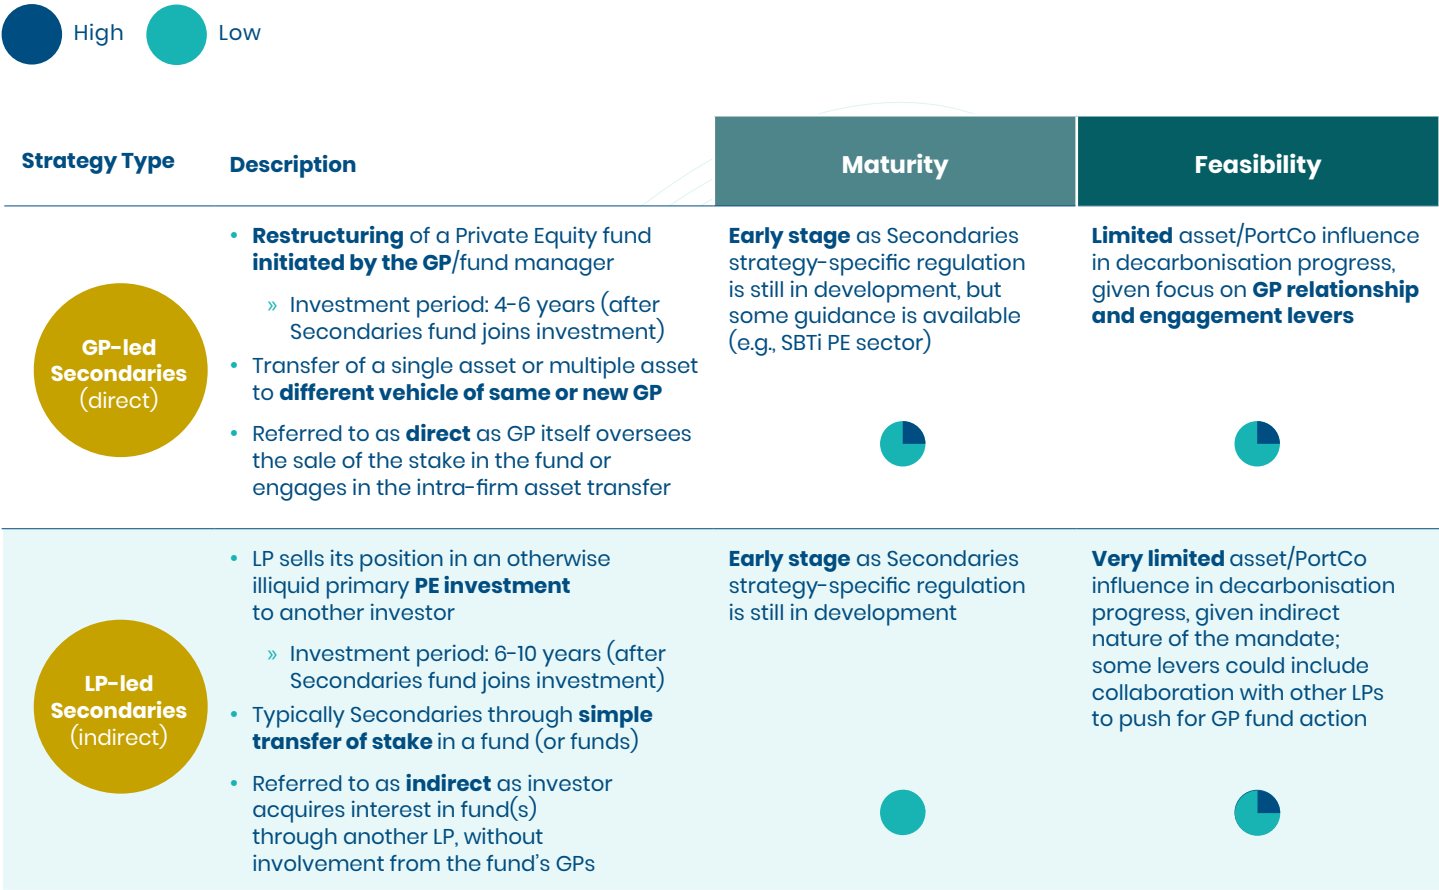 High
Low
Strategy Type
Description
Maturity
Feasibility
GP-led
Secondaries
(direct)
• Restructuring of a Private Equity fund
initiated by the GP/fund manager
» Investment period: 4-6 years (after
Secondaries fund joins investment)
• Transfer of a single asset or multiple asset
to different vehicle of same or new GP
• Referred to as direct as GP itself oversees
the sale of the stake in the fund or
engages in the intra-firm asset transfer
Early stage as Secondaries
strategy-specific regulation
is still in development, but
some guidance is available
(e.g., SBTi PE sector)
Limited asset/PortCo influence
in decarbonisation progress,
given focus on GP relationship
and engagement levers
LP-led
Secondaries
(indirect)
• LP sells its position in an otherwise
illiquid primary PE investment
to another investor
» Investment period: 6-10 years (after
Secondaries fund joins investment)
• Typically Secondaries through simple
transfer of stake in a fund (or funds)
• Referred to as indirect as investor
acquires interest in fund(s)
through another LP, without
involvement from the fund's GPs
Early stage as Secondaries
strategy-specific regulation
is still in development
Very limited asset/PortCo
influence in decarbonisation
progress, given indirect
nature of the mandate;
some levers could include
collaboration with other LPs
to push for GP fund action